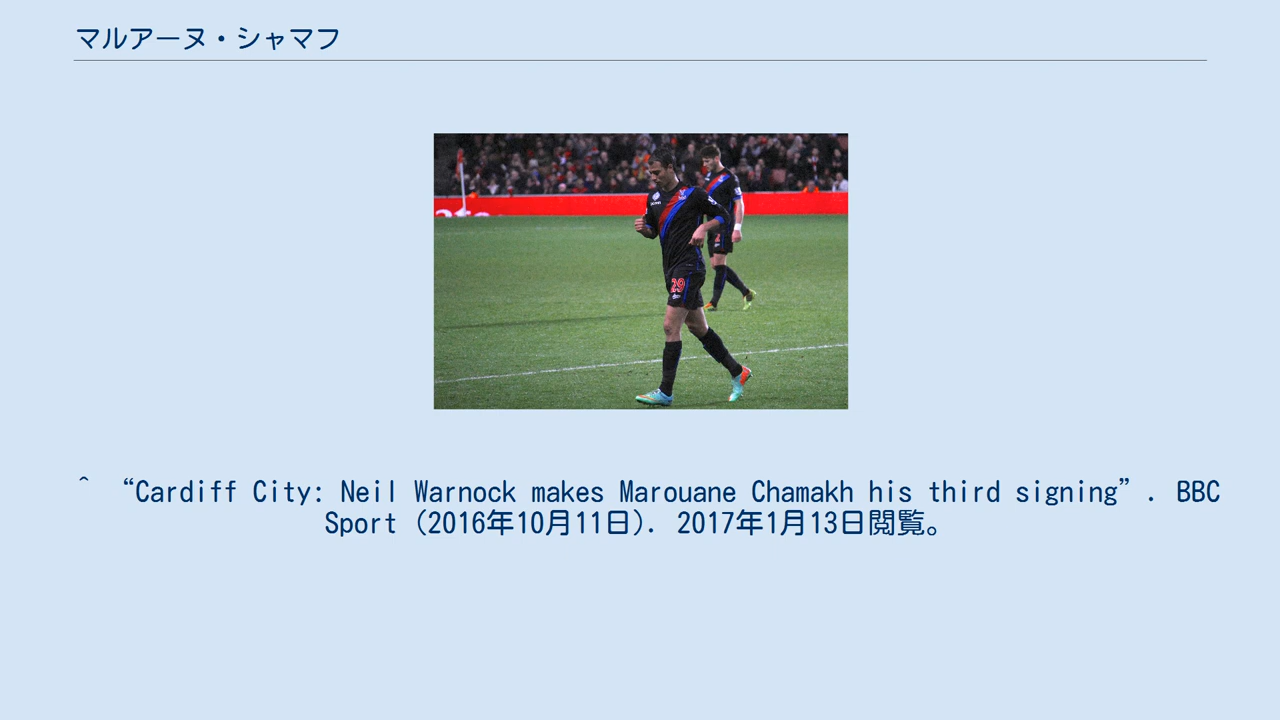 マルアーヌ・シャマフ
29
^ “Cardiff City: Neil Warnock makes Marouane Chamakh his third signing”. BBC
Sport (2016年10月11日). 2017年1月13日閲覧。